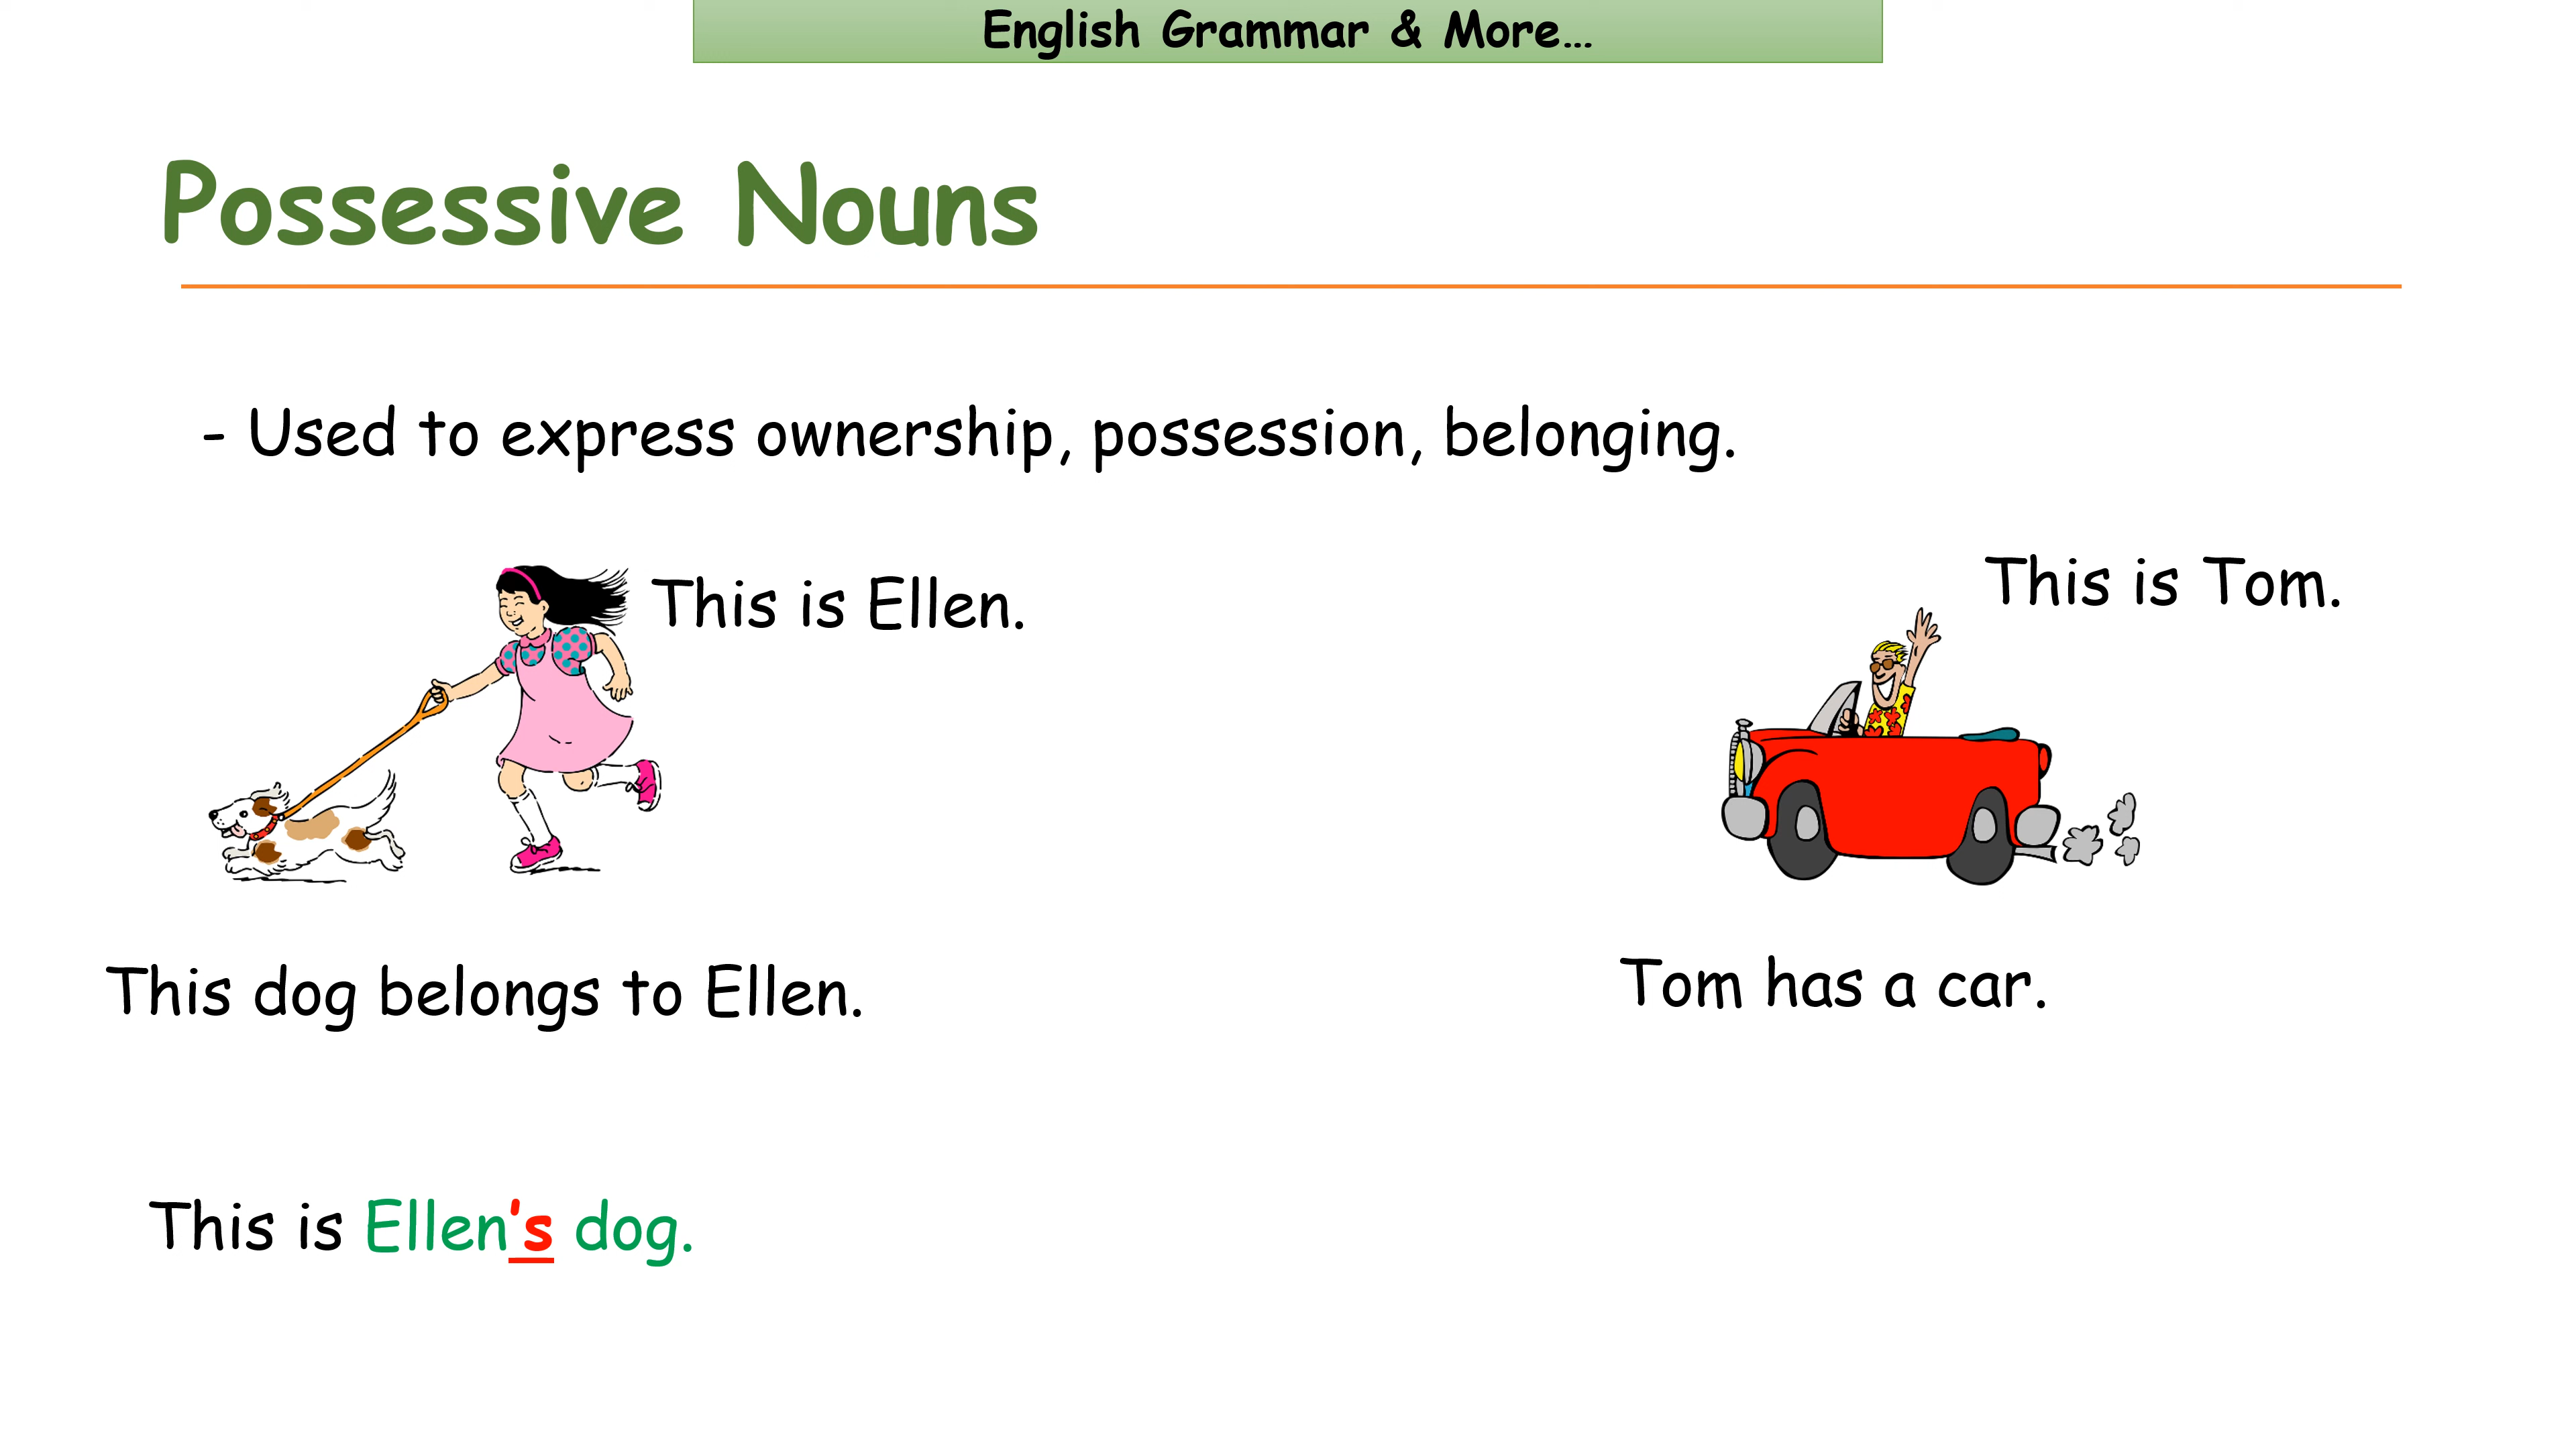 English Grammar & More...
Possessive Nouns
- Used to express ownership, possession, belonging.
This is Ellen.
This is Tom.
This dog belongs to Ellen.
Tom has a car.
This is Ellen's dog.